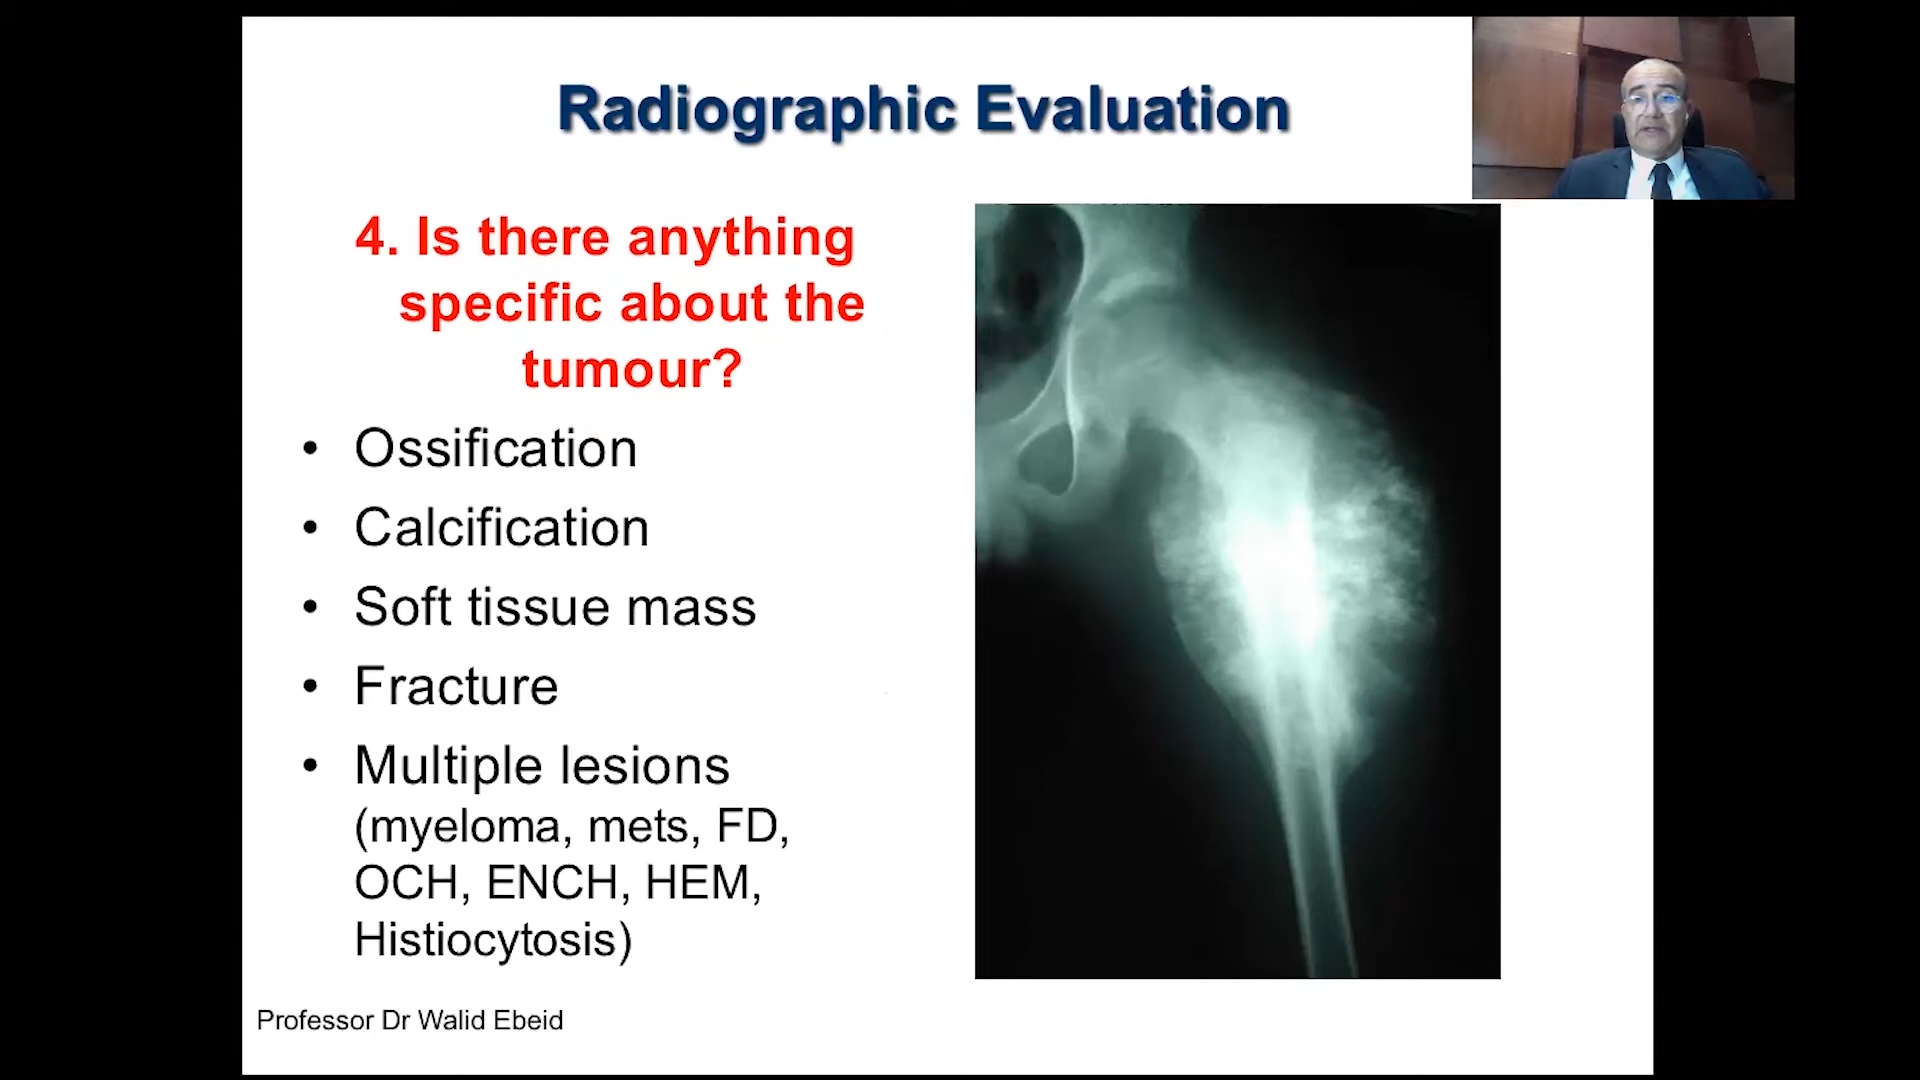 Radiographic Evaluation
4. Is there anything
specific about the
tumour?
• Ossification
• Calcification
• Soft tissue mass
• Fracture
• Multiple lesions
(myeloma, mets, FD,
OCH, ENCH, HEM,
Histiocytosis)
Professor Dr Walid Ebeid